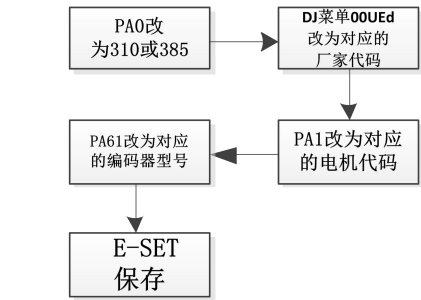 PA0改
为310或385
DJ菜单00UEd
改为对应的
厂家代码
PA1改为对应
的电机代码
PA61改为对应
的编码器型号
E-SET
保存